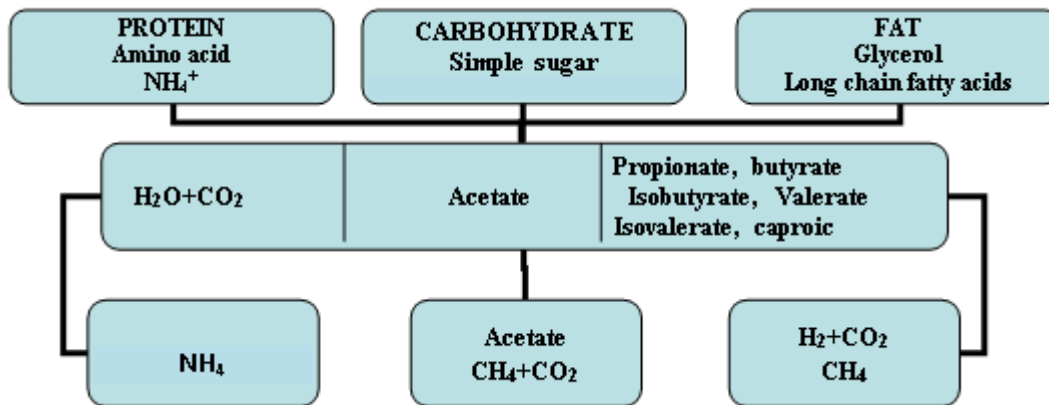 PROTEIN
Amino acid
NH₄⁺
CARBOHYDRATE
Simple sugar
FAT
Glycerol
Long chain fatty acids
H₂O+CO₂
Acetate
Propionate, butyrate
Isobutyrate, Valerate
Isovalerate, caproic
NH₄
Acetate
CH₄+CO₂
H₂+CO₂
CH₄